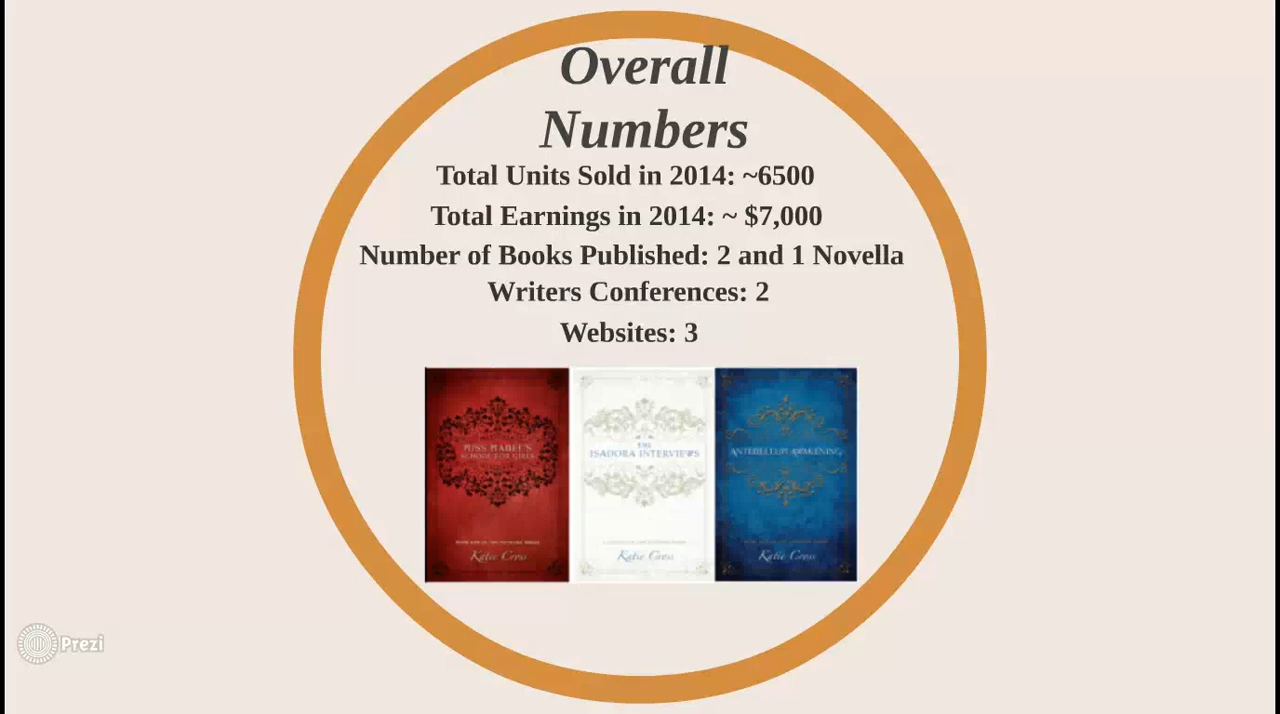 Overall
Numbers
Total Units Sold in 2014: ~6500
Total Earnings in 2014: ~ $7,000
Number of Books Published: 2 and 1 Novella
Writers Conferences: 2
Websites: 3
MISS MABEL'S
SCHOOL FOR GIRLS
Katie Cross
THE
ISADORA INTERVIEWS
Katie Cross
ANTEBELLUM AWAKENING
Katie Cross
Prezi